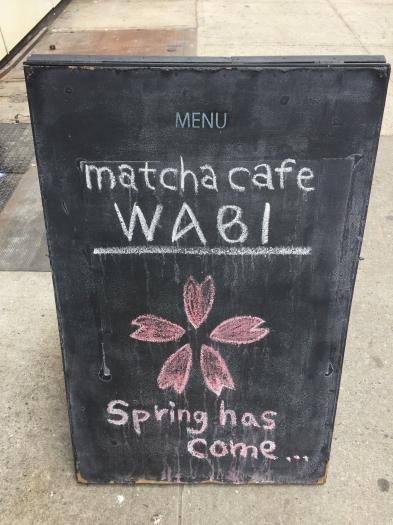 MENU
matcha cafe
WABI
Spring has
come...